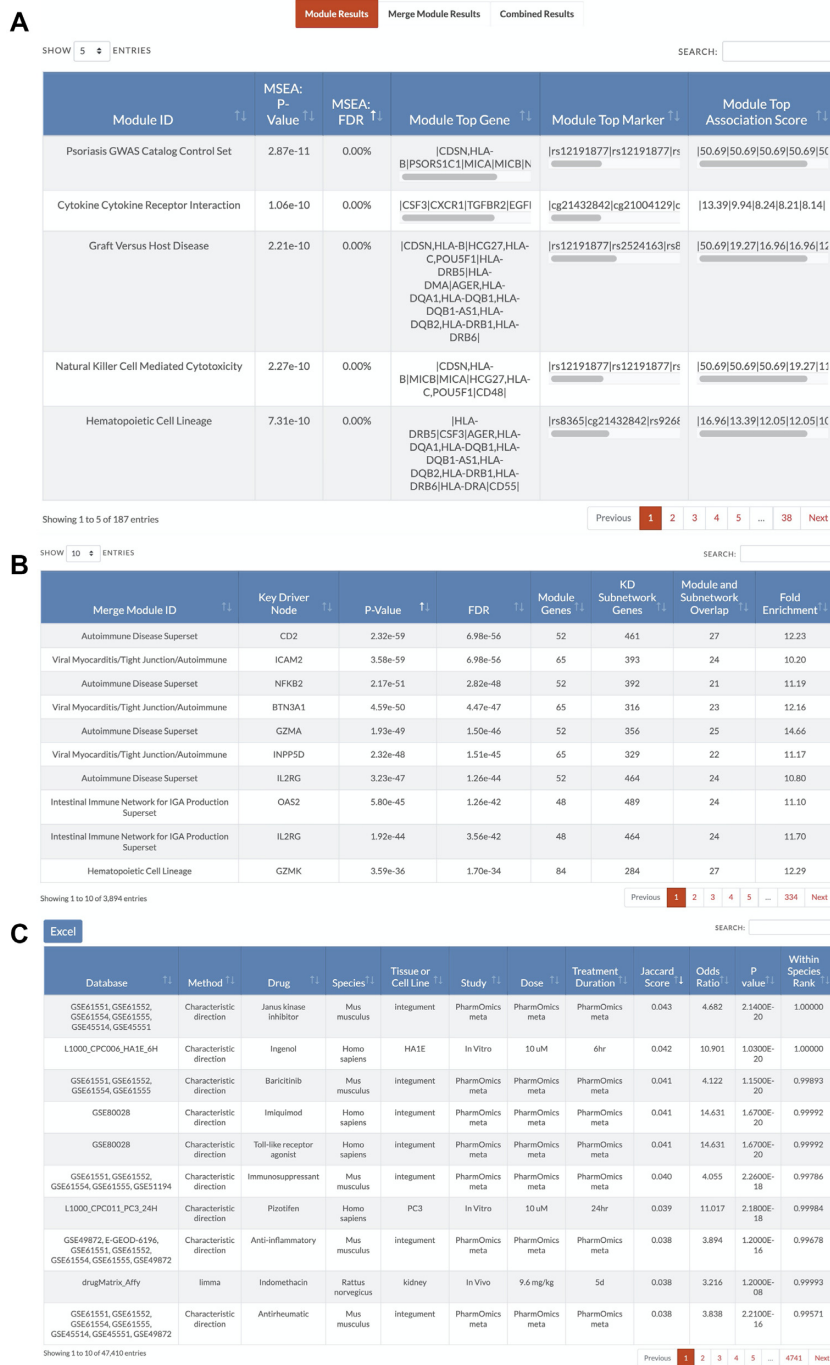 A
Module Results Merge Module Results Combined Results
SHOW 5 ENTRIES SEARCH:
Module ID MSEA: P-Value MSEA: FDR Module Top Gene Module Top Marker Module Top Association Score
Psoriasis GWAS Catalog Control Set 2.87e-11 0.00% |CDSN,HLA- |rs12191877|rs12191877|rs |50.69|50.69|50.69|50.69|50
B|PSORS1C1|MICA|MICB|N
Cytokine Cytokine Receptor Interaction 1.06e-10 0.00% |CSF3|CXCR1|TGFBR2|EGFI |cg21432842|cg21004129|c |13.39|9.94|8.24|8.21|8.14|
Graft Versus Host Disease 2.21e-10 0.00% |CDSN,HLA-B|HCG27,HLA- |rs12191877|rs2524163|rs8 |50.69|19.27|16.96|16.96|12
C,POU5F1|HLA-
DRB5|HLA-
DMA|AGER,HLA-
DQA1,HLA-DQB1,HLA-
DQB1-AS1,HLA-
DQB2,HLA-DRB1,HLA-
DRB6|
Natural Killer Cell Mediated Cytotoxicity 2.27e-10 0.00% |CDSN,HLA- |rs12191877|rs12191877|rs |50.69|50.69|50.69|19.27|11
B|MICB|MICA|HCG27,HLA-
C,POU5F1|CD48|
Hematopoietic Cell Lineage 7.31e-10 0.00% |HLA- |rs8365|cg21432842|rs9268 |16.96|13.39|12.05|12.05|10
DRB5|CSF3|AGER,HLA-
DQA1,HLA-DQB1,HLA-
DQB1-AS1,HLA-
DQB2,HLA-DRB1,HLA-
DRB6|HLA-DRA|CD55|
Showing 1 to 5 of 187 entries Previous 1 2 3 4 5 ... 38 Next
B
SHOW 10 ENTRIES SEARCH:
Merge Module ID Key Driver Node P-Value FDR Module Genes KD Subnetwork Genes Module and Subnetwork Overlap Fold Enrichment
Autoimmune Disease Superset CD2 2.32e-59 6.98e-56 52 461 27 12.23
Viral Myocarditis/Tight Junction/Autoimmune ICAM2 3.58e-59 6.98e-56 65 393 24 10.20
Autoimmune Disease Superset NFKB2 2.17e-51 2.82e-48 52 392 21 11.19
Viral Myocarditis/Tight Junction/Autoimmune BTN3A1 4.59e-50 4.47e-47 65 316 23 12.16
Autoimmune Disease Superset GZMA 1.93e-49 1.50e-46 52 356 25 14.66
Viral Myocarditis/Tight Junction/Autoimmune INPP5D 2.32e-48 1.51e-45 65 329 22 11.17
Autoimmune Disease Superset IL2RG 3.23e-47 1.26e-44 52 464 24 10.80
Intestinal Immune Network for IGA Production OAS2 5.80e-45 1.26e-42 48 489 24 11.10
Superset
Intestinal Immune Network for IGA Production IL2RG 1.92e-44 3.56e-42 48 464 24 11.70
Superset
Hematopoietic Cell Lineage GZMK 3.59e-36 1.70e-34 84 284 27 12.29
Showing 1 to 10 of 3,894 entries Previous 1 2 3 4 5 ... 334 Next
C
Excel SEARCH:
Database Method Drug Species Tissue or Cell Line Study Dose Treatment Duration Jaccard Score Odds Ratio P value Within Species Rank
GSE61551, GSE61552, Characteristic Janus kinase Mus integument PharmOmics PharmOmics PharmOmics 0.043 4.682 2.1400E- 1.00000
GSE61554, GSE61555, direction inhibitor musculus meta meta meta 20
GSE45514, GSE45551
L1000_CPC006_HA1E_6H Characteristic Ingenol Homo HA1E In Vitro 10 uM 6hr 0.042 10.901 1.0300E- 1.00000
direction sapiens 20
GSE61551, GSE61552, Characteristic Baricitinib Mus integument PharmOmics PharmOmics PharmOmics 0.041 4.122 1.1500E- 0.99893
GSE61554, GSE61555 direction musculus meta meta meta 20
GSE80028 Characteristic Imiquimod Homo integument PharmOmics PharmOmics PharmOmics 0.041 14.631 1.6700E- 0.99992
direction sapiens meta meta meta 20
GSE80028 Characteristic Toll-like receptor Homo integument PharmOmics PharmOmics PharmOmics 0.041 14.631 1.6700E- 0.99992
direction agonist sapiens meta meta meta 20
GSE61551, GSE61552, Characteristic Immunosuppressant Mus integument PharmOmics PharmOmics PharmOmics 0.040 4.055 2.2600E- 0.99786
GSE61554, GSE61555, GSE51194 direction musculus meta meta meta 18
L1000_CPC011_PC3_24H Characteristic Pizotifen Homo PC3 In Vitro 10 uM 24hr 0.039 11.017 2.1800E- 0.99984
direction sapiens 18
GSE49872, E-GEOD-6196, Characteristic Anti-inflammatory Mus integument PharmOmics PharmOmics PharmOmics 0.038 3.894 1.2000E- 0.99678
GSE61551, GSE61552, direction musculus meta meta meta 16
GSE61554, GSE61555, GSE49872
drugMatrix_Affy limma Indomethacin Rattus kidney In Vivo 9.6 mg/kg 5d 0.038 3.216 1.2000E- 0.99993
norvegicus 08
GSE61551, GSE61552, Characteristic Antirheumatic Mus integument PharmOmics PharmOmics PharmOmics 0.038 3.838 2.2100E- 0.99571
GSE61554, GSE61555, direction musculus meta meta meta 16
GSE45514, GSE45551, GSE49872
Showing 1 to 10 of 47,410 entries Previous 1 2 3 4 5 ... 4741 Next